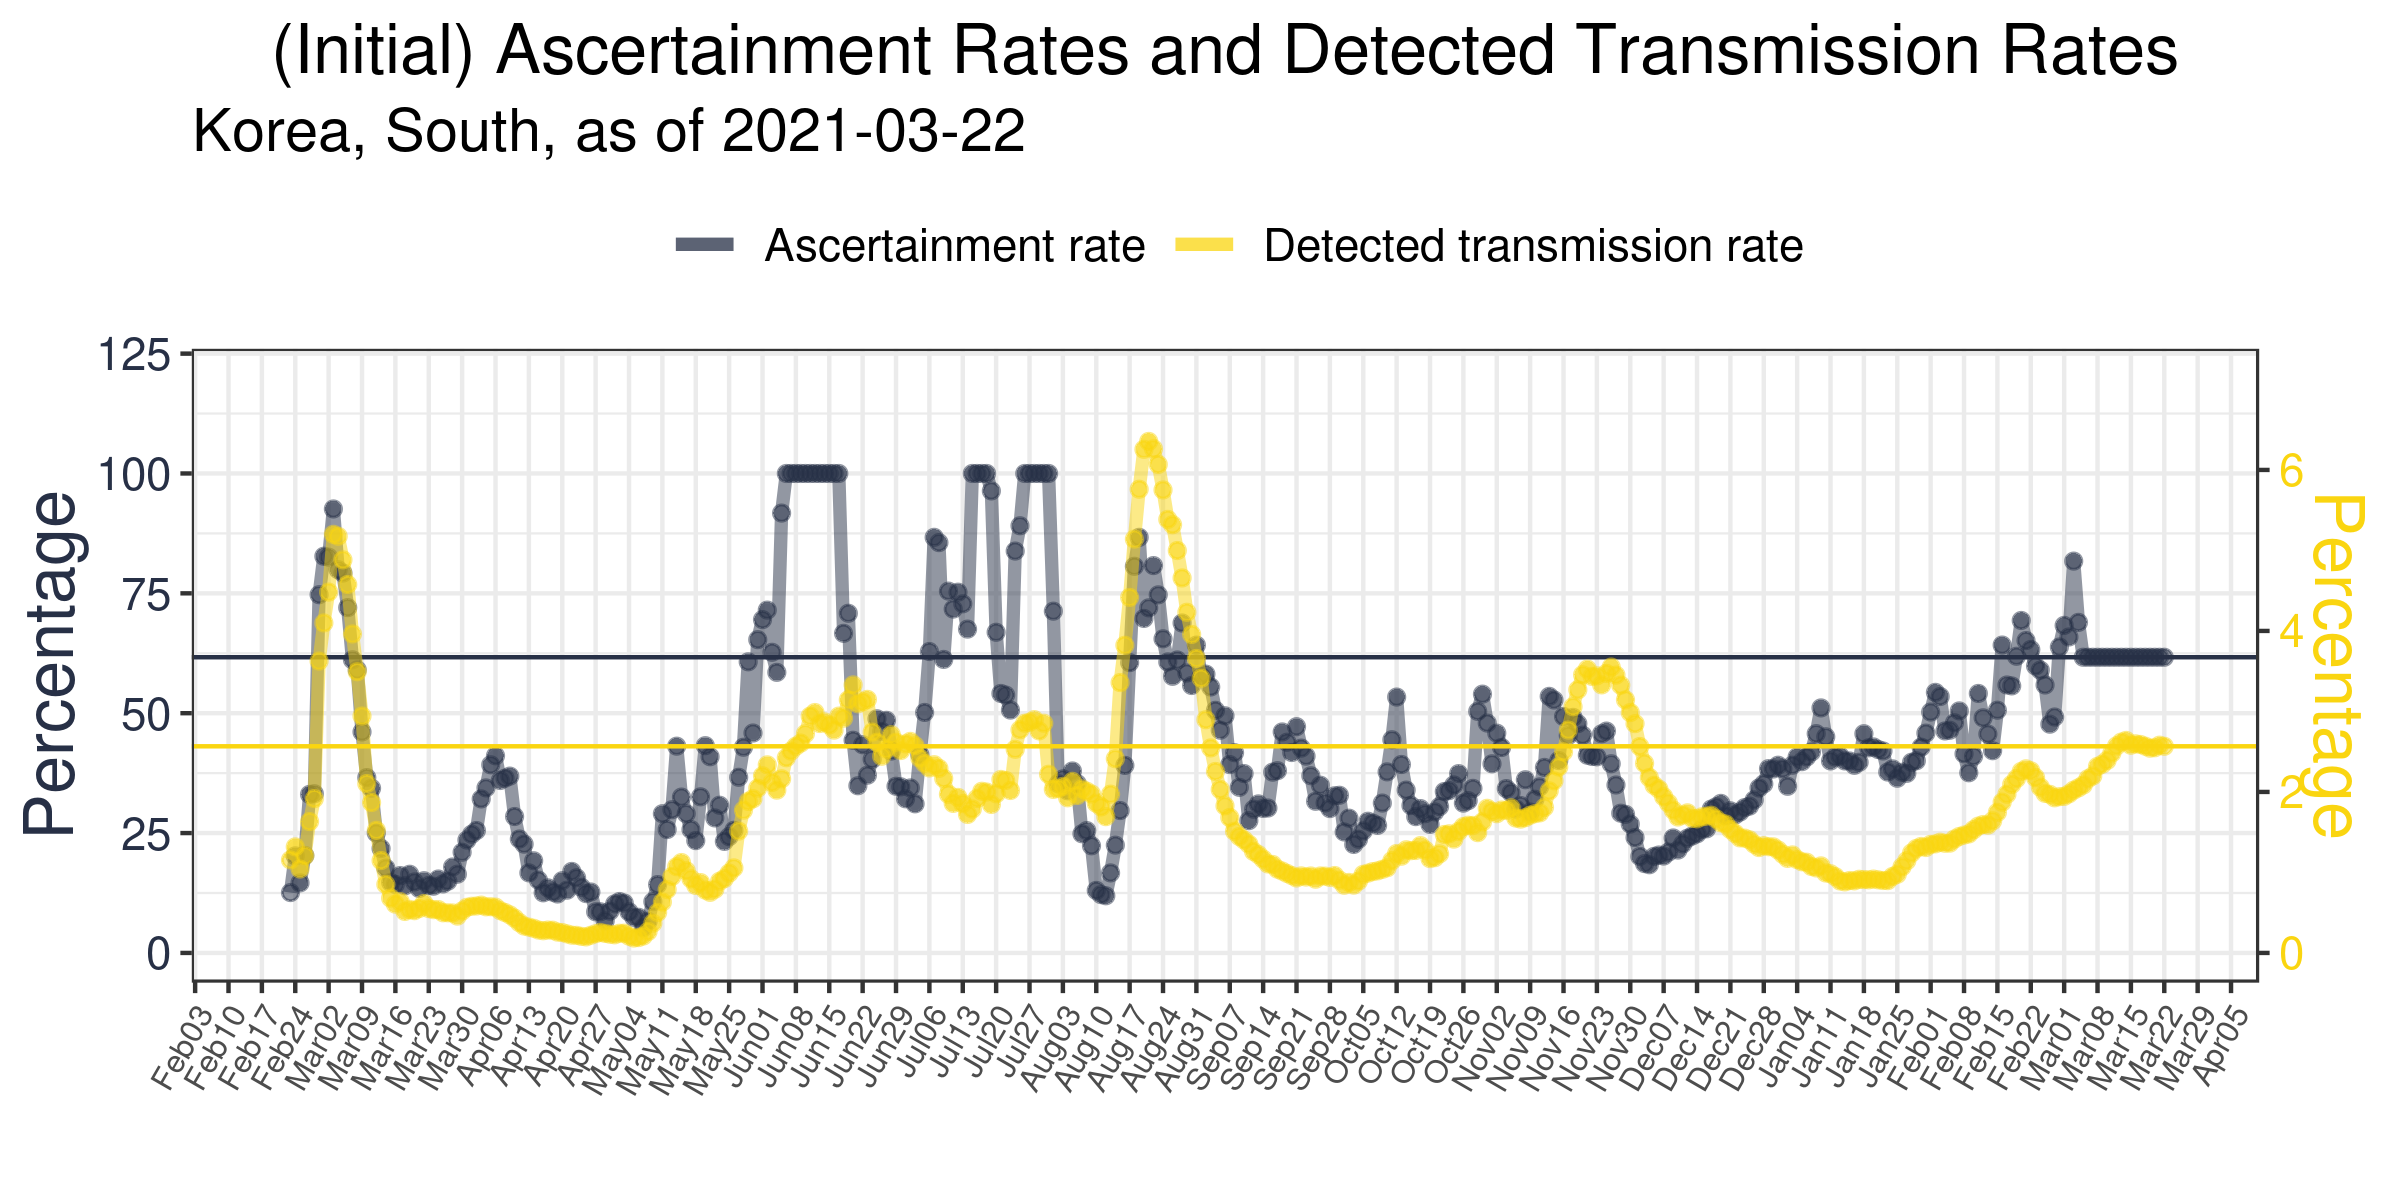 (Initial) Ascertainment Rates and Detected Transmission Rates
Korea, South, as of 2021-03-22
Ascertainment rate
Detected transmission rate
Percentage
125
100
75
50
25
0
6
4
2
0
Percentage
Feb03
Feb10
Feb17
Feb24
Mar02
Mar09
Mar16
Mar23
Mar30
Apr06
Apr13
Apr20
Apr27
May04
May11
May18
May25
Jun01
Jun08
Jun15
Jun22
Jun29
Jul06
Jul13
Jul20
Jul27
Aug03
Aug10
Aug17
Aug24
Aug31
Sep07
Sep14
Sep21
Sep28
Oct05
Oct12
Oct19
Oct26
Nov02
Nov09
Nov16
Nov23
Nov30
Dec07
Dec14
Dec21
Dec28
Jan04
Jan11
Jan18
Jan25
Feb01
Feb08
Feb15
Feb22
Mar01
Mar08
Mar15
Mar22
Mar29
Apr05